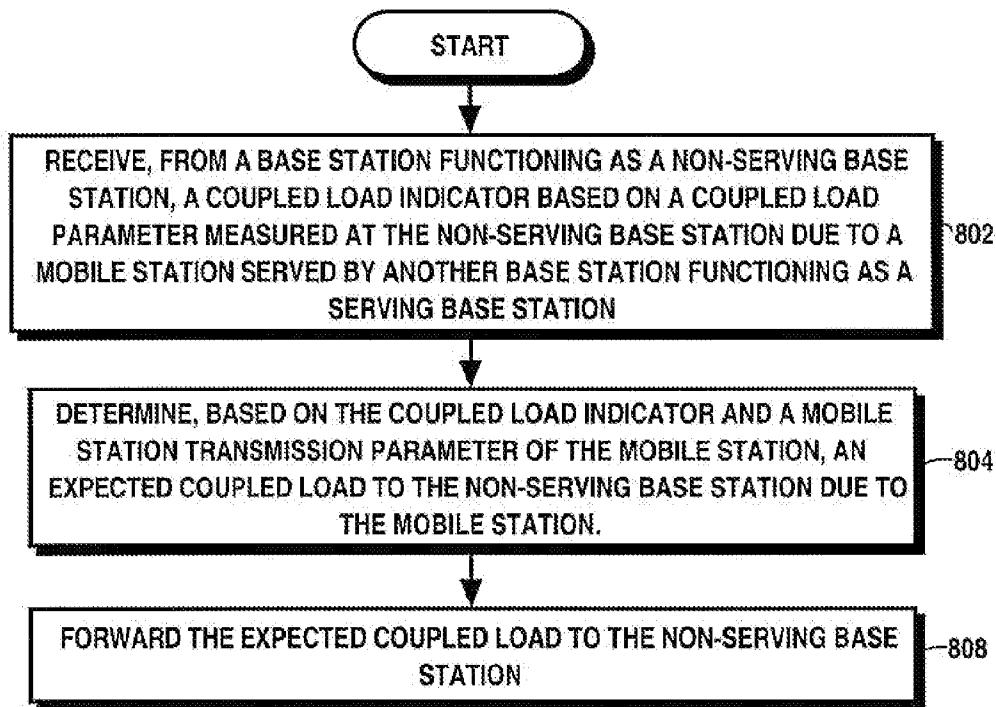 START
RECEIVE, FROM A BASE STATION FUNCTIONING AS A NON-SERVING BASE
STATION, A COUPLED LOAD INDICATOR BASED ON A COUPLED LOAD
PARAMETER MEASURED AT THE NON-SERVING BASE STATION DUE TO A
MOBILE STATION SERVED BY ANOTHER BASE STATION FUNCTIONING AS A
SERVING BASE STATION
802
DETERMINE, BASED ON THE COUPLED LOAD INDICATOR AND A MOBILE
STATION TRANSMISSION PARAMETER OF THE MOBILE STATION, AN
EXPECTED COUPLED LOAD TO THE NON-SERVING BASE STATION DUE TO
THE MOBILE STATION.
804
FORWARD THE EXPECTED COUPLED LOAD TO THE NON-SERVING BASE
STATION
808